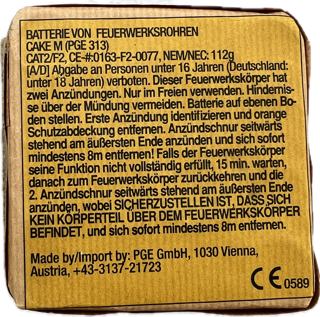 BATTERIE VON FEUERWERKSROHREN
CAKE M (PGE 313)
CAT2/F2, CE-#:0163-F2-0077, NEM/NEC: 112g
[A/D] Abgabe an Personen unter 16 Jahren (Deutschland:
unter 18 Jahren) verboten. Dieser Feuerwerkskörper hat
zwei Anzündungen. Nur im Freien verwenden. Hindernis-
se über der Batterie entfernen. Batterie auf ebenen Bo-
den stellen. Erste Anzündung identifizieren und orange
Schutzabdeckung entfernen. Anzündschnur seitwärts
stehend am äußersten Ende anzünden und sich sofort
mindestens 8m entfernen! Falls der Feuerwerkskörper
seine Funktion nicht vollständig erfüllt, 15 min. warten,
danach zum Feuerwerkskörper zurückkehren und die
2. Anzündschnur seitwärts stehend am äussersten Ende
anzünden, wobei SICHERZUSTELLEN IST, DASS SICH
KEIN KÖRPERTEIL ÜBER DEM FEUERWERKSKÖRPER
BEFINDET, und sich sofort mindestens 8m entfernen.
Made by/Import by: PGE GmbH, 1030 Vienna,
Austria, +43-3137-21723
CE 0589